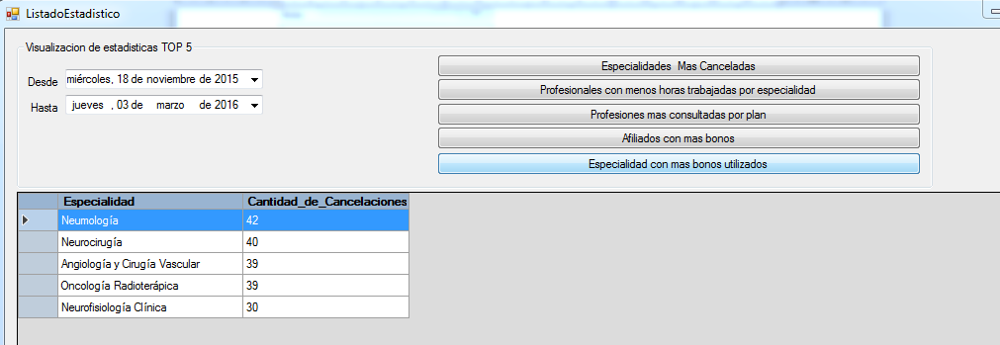 ListadoEstadistico
Visualizacion de estadisticas TOP 5
Desde miércoles, 18 de noviembre de 2015
Hasta jueves , 03 de marzo de 2016
Especialidades Mas Canceladas
Profesionales con menos horas trabajadas por especialidad
Profesiones mas consultadas por plan
Afiliados con mas bonos
Especialidad con mas bonos utilizados
Especialidad Cantidad_de_Cancelaciones
Neumología 42
Neurocirugía 40
Angiología y Cirugía Vascular 39
Oncología Radioterápica 39
Neurofisiología Clínica 30